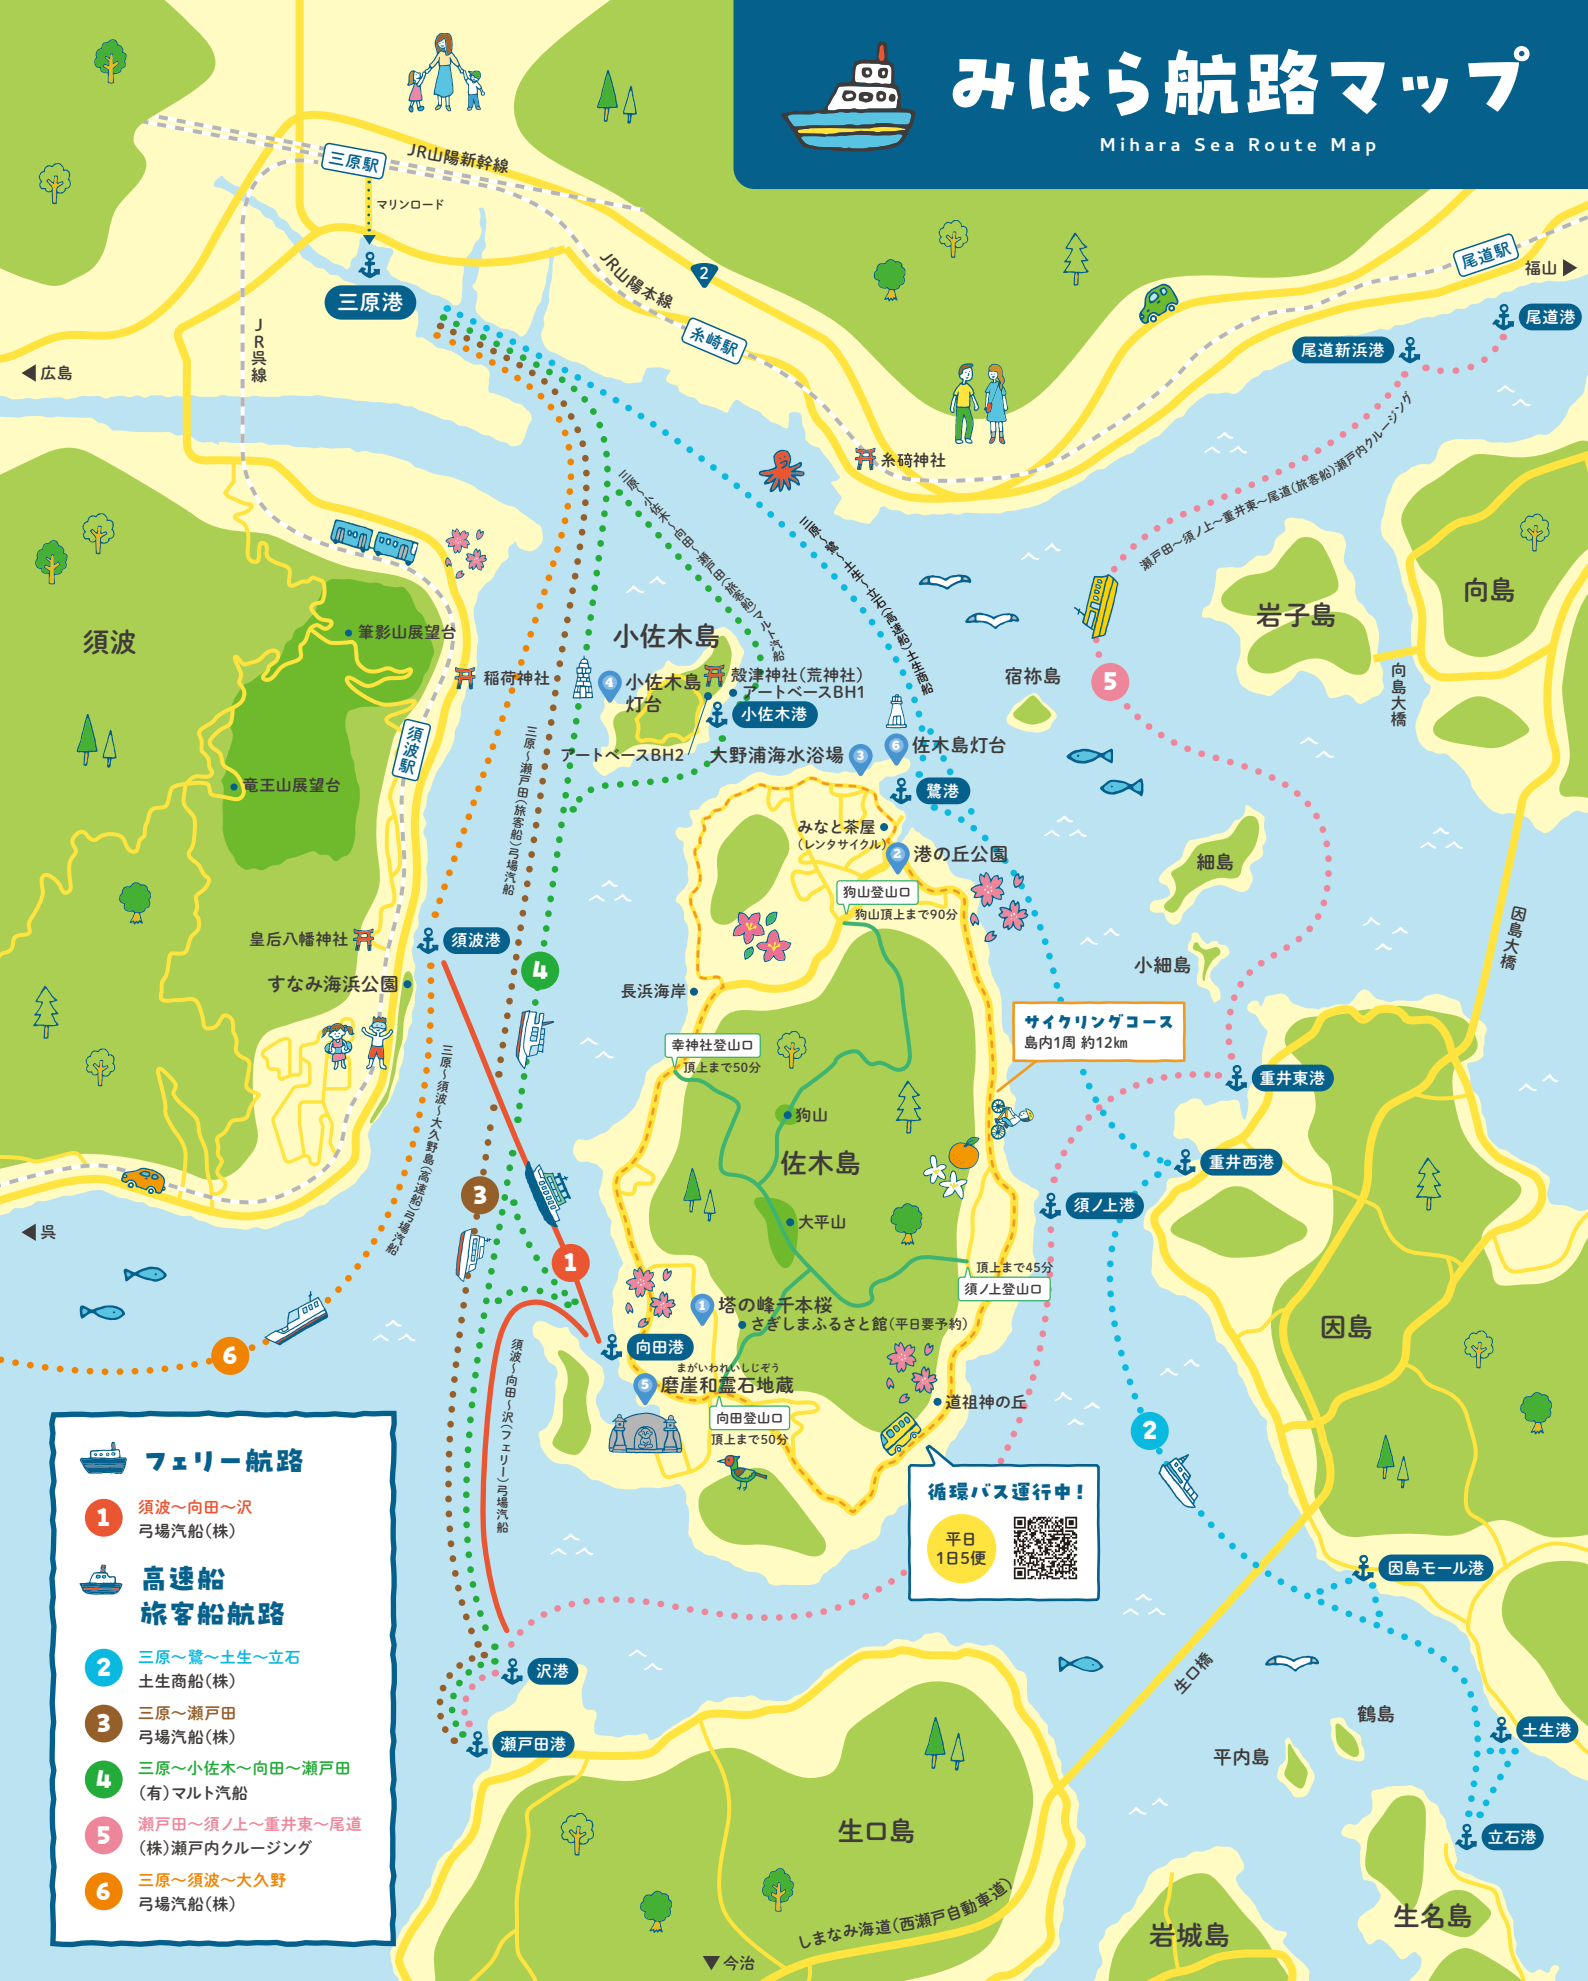 みはら航路マップ
Mihara Sea Route Map
三原駅
JR山陽新幹線
マリンロード
三原港
JR山陽本線
2
糸崎駅
尾道駅
福山
尾道港
尾道新浜港
JR呉線
広島
糸碕神社
瀬戸田〜須ノ上〜重井東〜尾道(旅客船)瀬戸内クルージング
三原〜小佐木〜向田〜瀬戸田(旅客船)マルト汽船
三原〜鷺〜土生〜立石(高速船)土生商船
須波
筆影山展望台
稲荷神社
須波駅
竜王山展望台
小佐木島
4
小佐木島
灯台
殻津神社(荒神社)
アートベースBH1
小佐木港
アートベースBH2
大野浦海水浴場
3
6
佐木島灯台
鷺港
宿祢島
5
岩子島
向島
向島大橋
細島
小細島
因島大橋
三原〜瀬戸田(旅客船)弓場汽船
みなと茶屋
(レンタサイクル)
2
港の丘公園
狗山登山口
狗山頂上まで90分
皇后八幡神社
須波港
すなみ海浜公園
4
長浜海岸
サイクリングコース
島内1周 約12km
幸神社登山口
頂上まで50分
狗山
佐木島
大平山
三原〜須波〜大久野島(高速船)弓場汽船
3
1
重井東港
重井西港
須ノ上港
頂上まで45分
須ノ上登山口
呉
6
1
塔の峰千本桜
さぎしまふるさと館(平日要予約)
向田港
まがいわれいしじぞう
5
磨崖和霊石地蔵
向田登山口
頂上まで50分
道祖神の丘
因島
2
須波〜向田〜沢(フェリー)弓場汽船
循環バス運行中!
平日
1日5便
因島モール港
沢港
瀬戸田港
生口橋
鶴島
平内島
土生港
立石港
生口島
しまなみ海道(西瀬戸自動車道)
今治
岩城島
生名島
フェリー航路
1
須波〜向田〜沢
弓場汽船(株)
高速船
旅客船航路
2
三原〜鷺〜土生〜立石
土生商船(株)
3
三原〜瀬戸田
弓場汽船(株)
4
三原〜小佐木〜向田〜瀬戸田
(有)マルト汽船
5
瀬戸田〜須ノ上〜重井東〜尾道
(株)瀬戸内クルージング
6
三原〜須波〜大久野
弓場汽船(株)